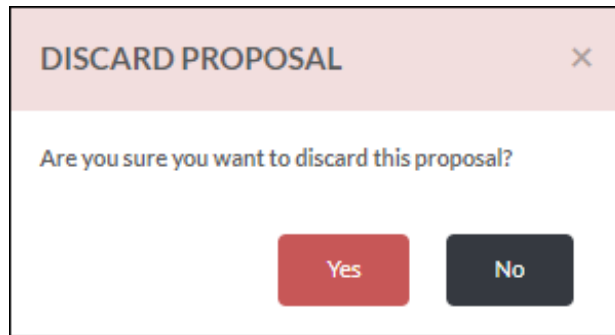 DISCARD PROPOSAL ×
Are you sure you want to discard this proposal?
Yes No